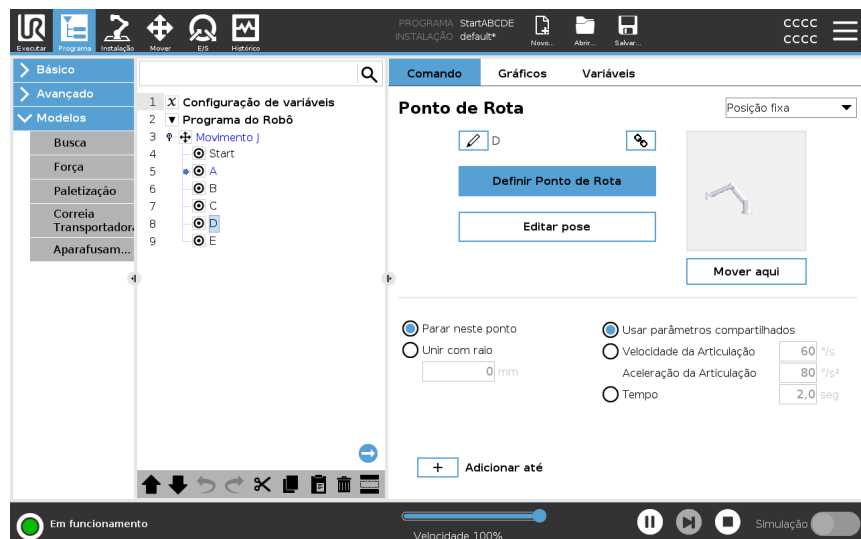 UR
PROGRAMA StartABCDE
INSTALAÇÃO default*
CCCC
CCCC
Executar Programa Instalação Mover E/S Histórico Novo... Abrir... Salvar...
Básico
Avançado
Modelos
Busca
Força
Paletização
Correia
Transportadora
Aparafusam...
1 X Configuração de variáveis
2 Programa do Robô
3 Movimento J
4 Start
5 A
6 B
7 C
8 D
9 E
Comando Gráficos Variáveis
Ponto de Rota
Posição fixa
D
Definir Ponto de Rota
Editar pose
Mover aqui
Parar neste ponto
Unir com raio
0 mm
Usar parâmetros compartilhados
Velocidade da Articulação 60 °/s
Aceleração da Articulação 80 °/s²
Tempo 2,0 seg
+ Adicionar até
Em funcionamento
Velocidade 100%
Simulação